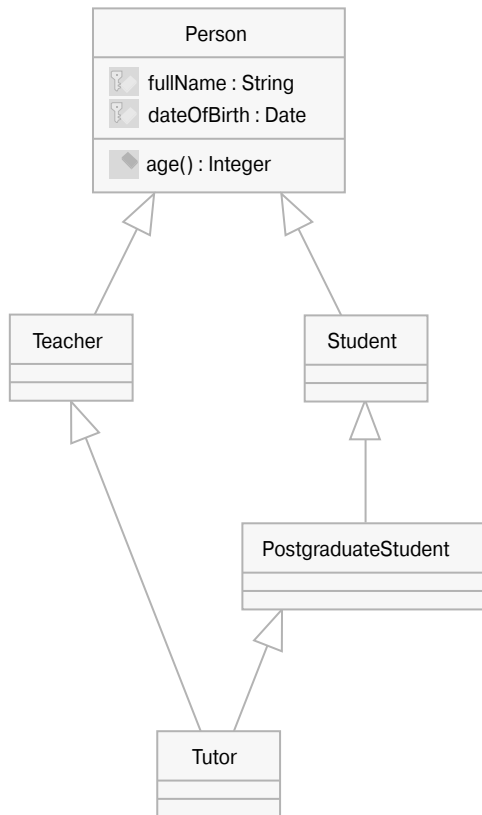 Person
fullName : String
dateOfBirth : Date
age() : Integer
Teacher
Student
PostgraduateStudent
Tutor